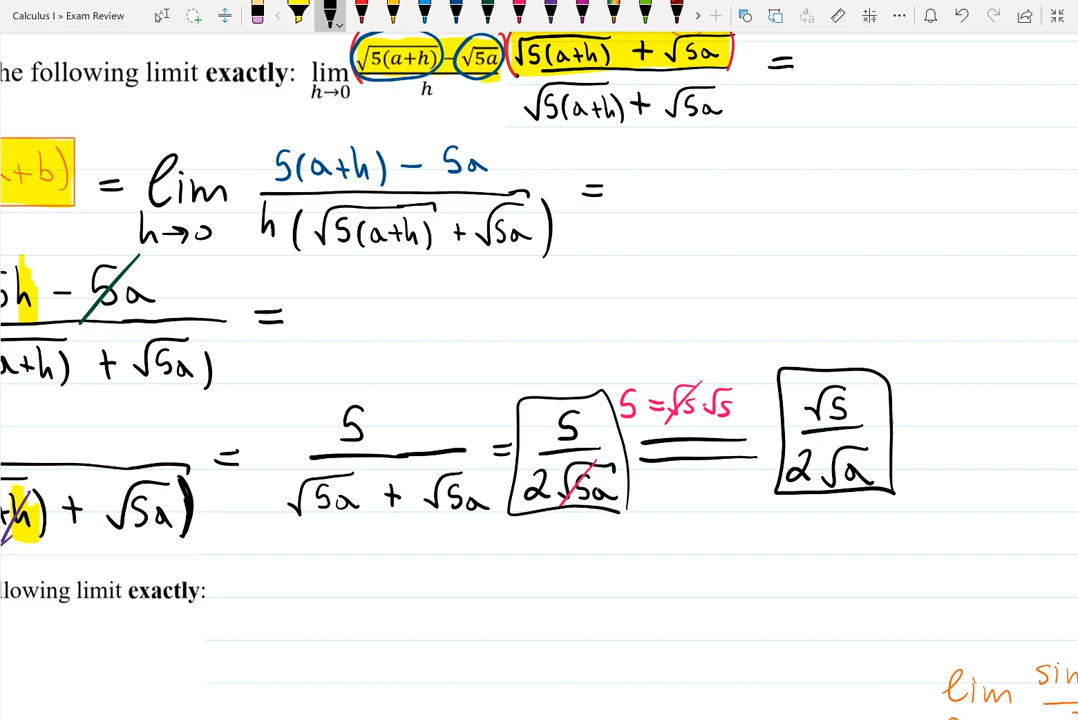 Calculus I » Exam Review
he following limit exactly: lim h→0 (√5(a+h) − √5a)/h (√5(a+h) + √5a)/(√5(a+h) + √5a) =
a+b) = lim h→0 (5(a+h) − 5a)/(h(√5(a+h) + √5a)) =
5h − 5a =
a+h) + √5a)
5 = √5 √5
+h) + √5a) = 5/(√5a + √5a) = 5/(2√5a) = √5/(2√a)
llowing limit exactly:
lim sin